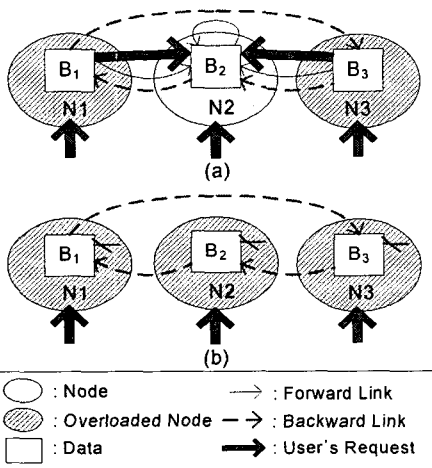 B1 B2 B3
N1 N2 N3
(a)
B1 B2 B3
N1 N2 N3
(b)
: Node : Forward Link
: Overloaded Node : Backward Link
: Data : User's Request